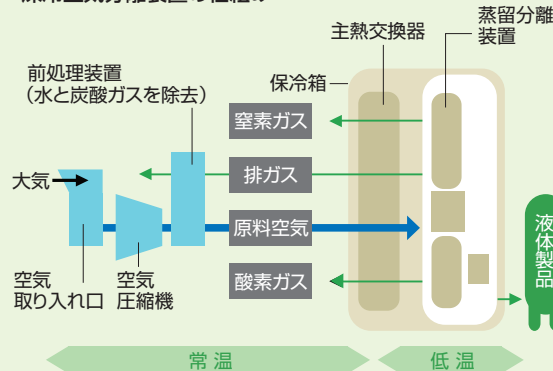 蒸留分離
装置
主熱交換器
保冷箱
前処理装置
（水と炭酸ガスを除去）
窒素ガス
大気
排ガス
原料空気
酸素ガス
空気
取り入れ口
空気
圧縮機
液体製品
常温
低温